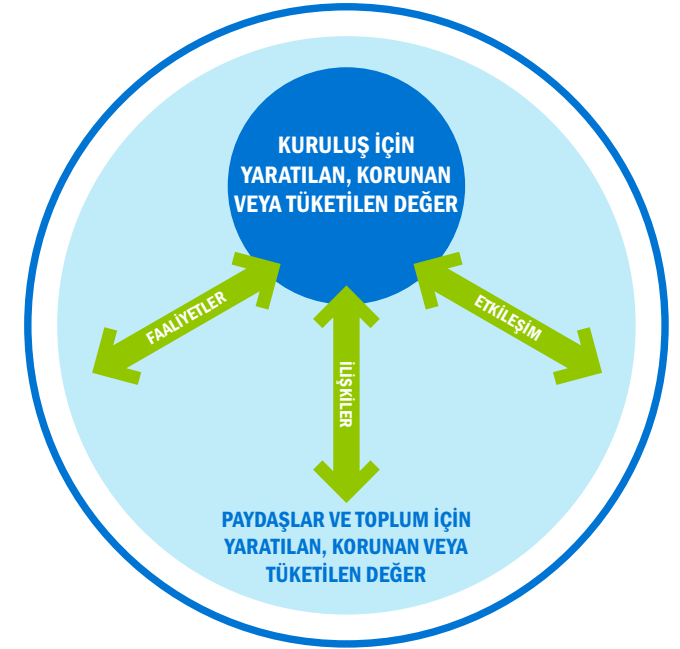 KURULUŞ İÇİN
YARATILAN, KORUNAN
VEYA TÜKETİLEN DEĞER
FAALİYETLER
İLİŞKİLER
ETKİLEŞİM
PAYDAŞLAR VE TOPLUM İÇİN
YARATILAN, KORUNAN VEYA
TÜKETİLEN DEĞER